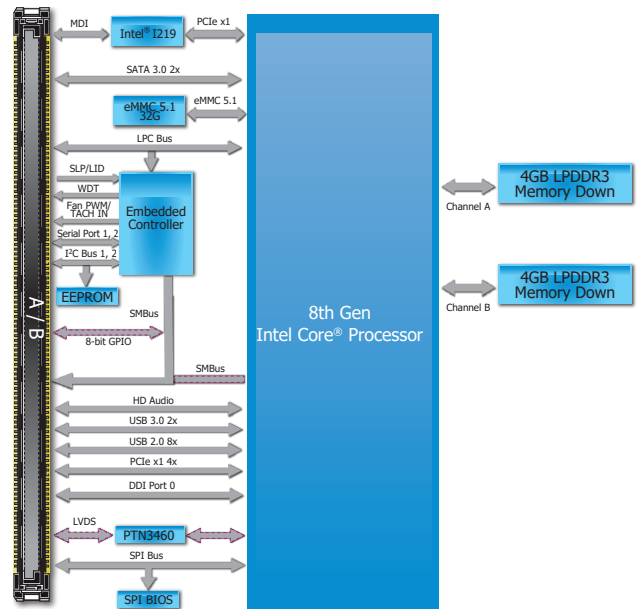 MDI
Intel® I219
PCIe x1
SATA 3.0 2x
eMMC 5.1
32G
eMMC 5.1
LPC Bus
SLP/LID
WDT
Fan PWM/
TACH IN
Serial Port 1, 2
I²C Bus 1, 2
Embedded
Controller
EEPROM
A / B
SMBus
8-bit GPIO
SMBus
HD Audio
USB 3.0 2x
USB 2.0 8x
PCIe x1 4x
DDI Port 0
LVDS
PTN3460
SPI Bus
SPI BIOS
8th Gen
Intel Core® Processor
Channel A
4GB LPDDR3
Memory Down
Channel B
4GB LPDDR3
Memory Down